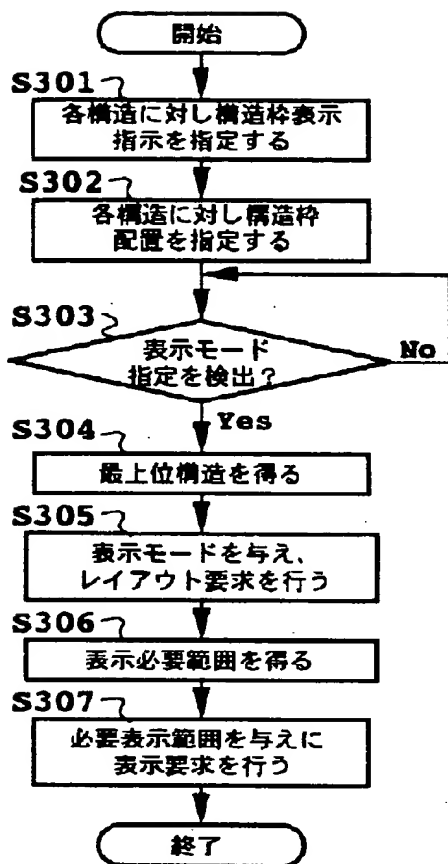 開始
S301
各構造に対し構造枠表示
指示を指定する
S302
各構造に対し構造枠
配置を指定する
S303
表示モード
指定を検出?
No
Yes
S304
最上位構造を得る
S305
表示モードを与え、
レイアウト要求を行う
S306
表示必要範囲を得る
S307
必要表示範囲を与えに
表示要求を行う
終了